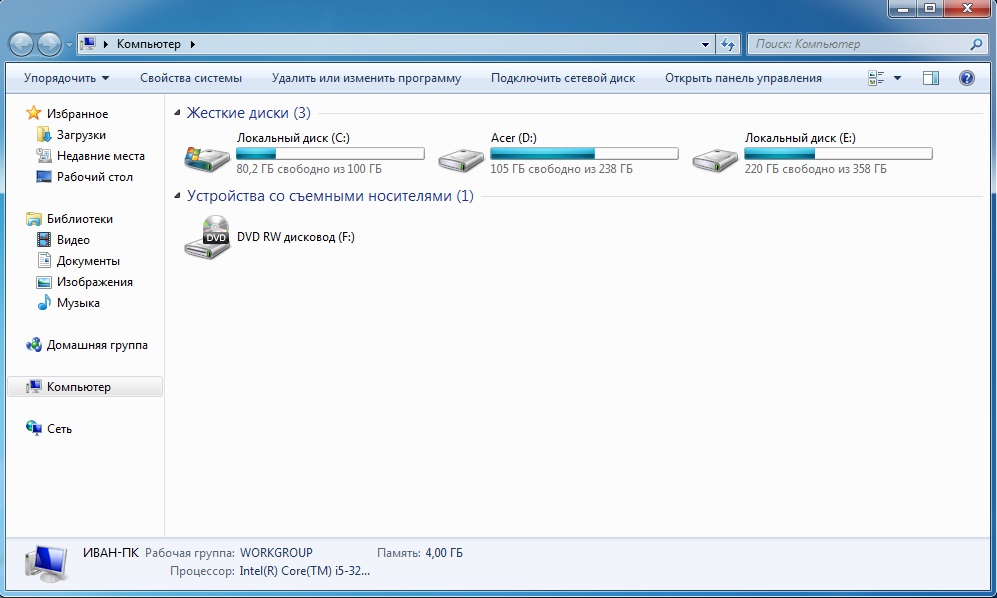 Компьютер
Поиск: Компьютер
Упорядочить Свойства системы Удалить или изменить программу Подключить сетевой диск Открыть панель управления
Избранное
Загрузки
Недавние места
Рабочий стол
Библиотеки
Видео
Документы
Изображения
Музыка
Домашняя группа
Компьютер
Сеть
Жесткие диски (3)
Локальный диск (C:)
80,2 ГБ свободно из 100 ГБ
Acer (D:)
105 ГБ свободно из 238 ГБ
Локальный диск (E:)
220 ГБ свободно из 358 ГБ
Устройства со съемными носителями (1)
DVD
DVD RW дисковод (F:)
ИВАН-ПК Рабочая группа: WORKGROUP Память: 4,00 ГБ
Процессор: Intel(R) Core(TM) i5-32...